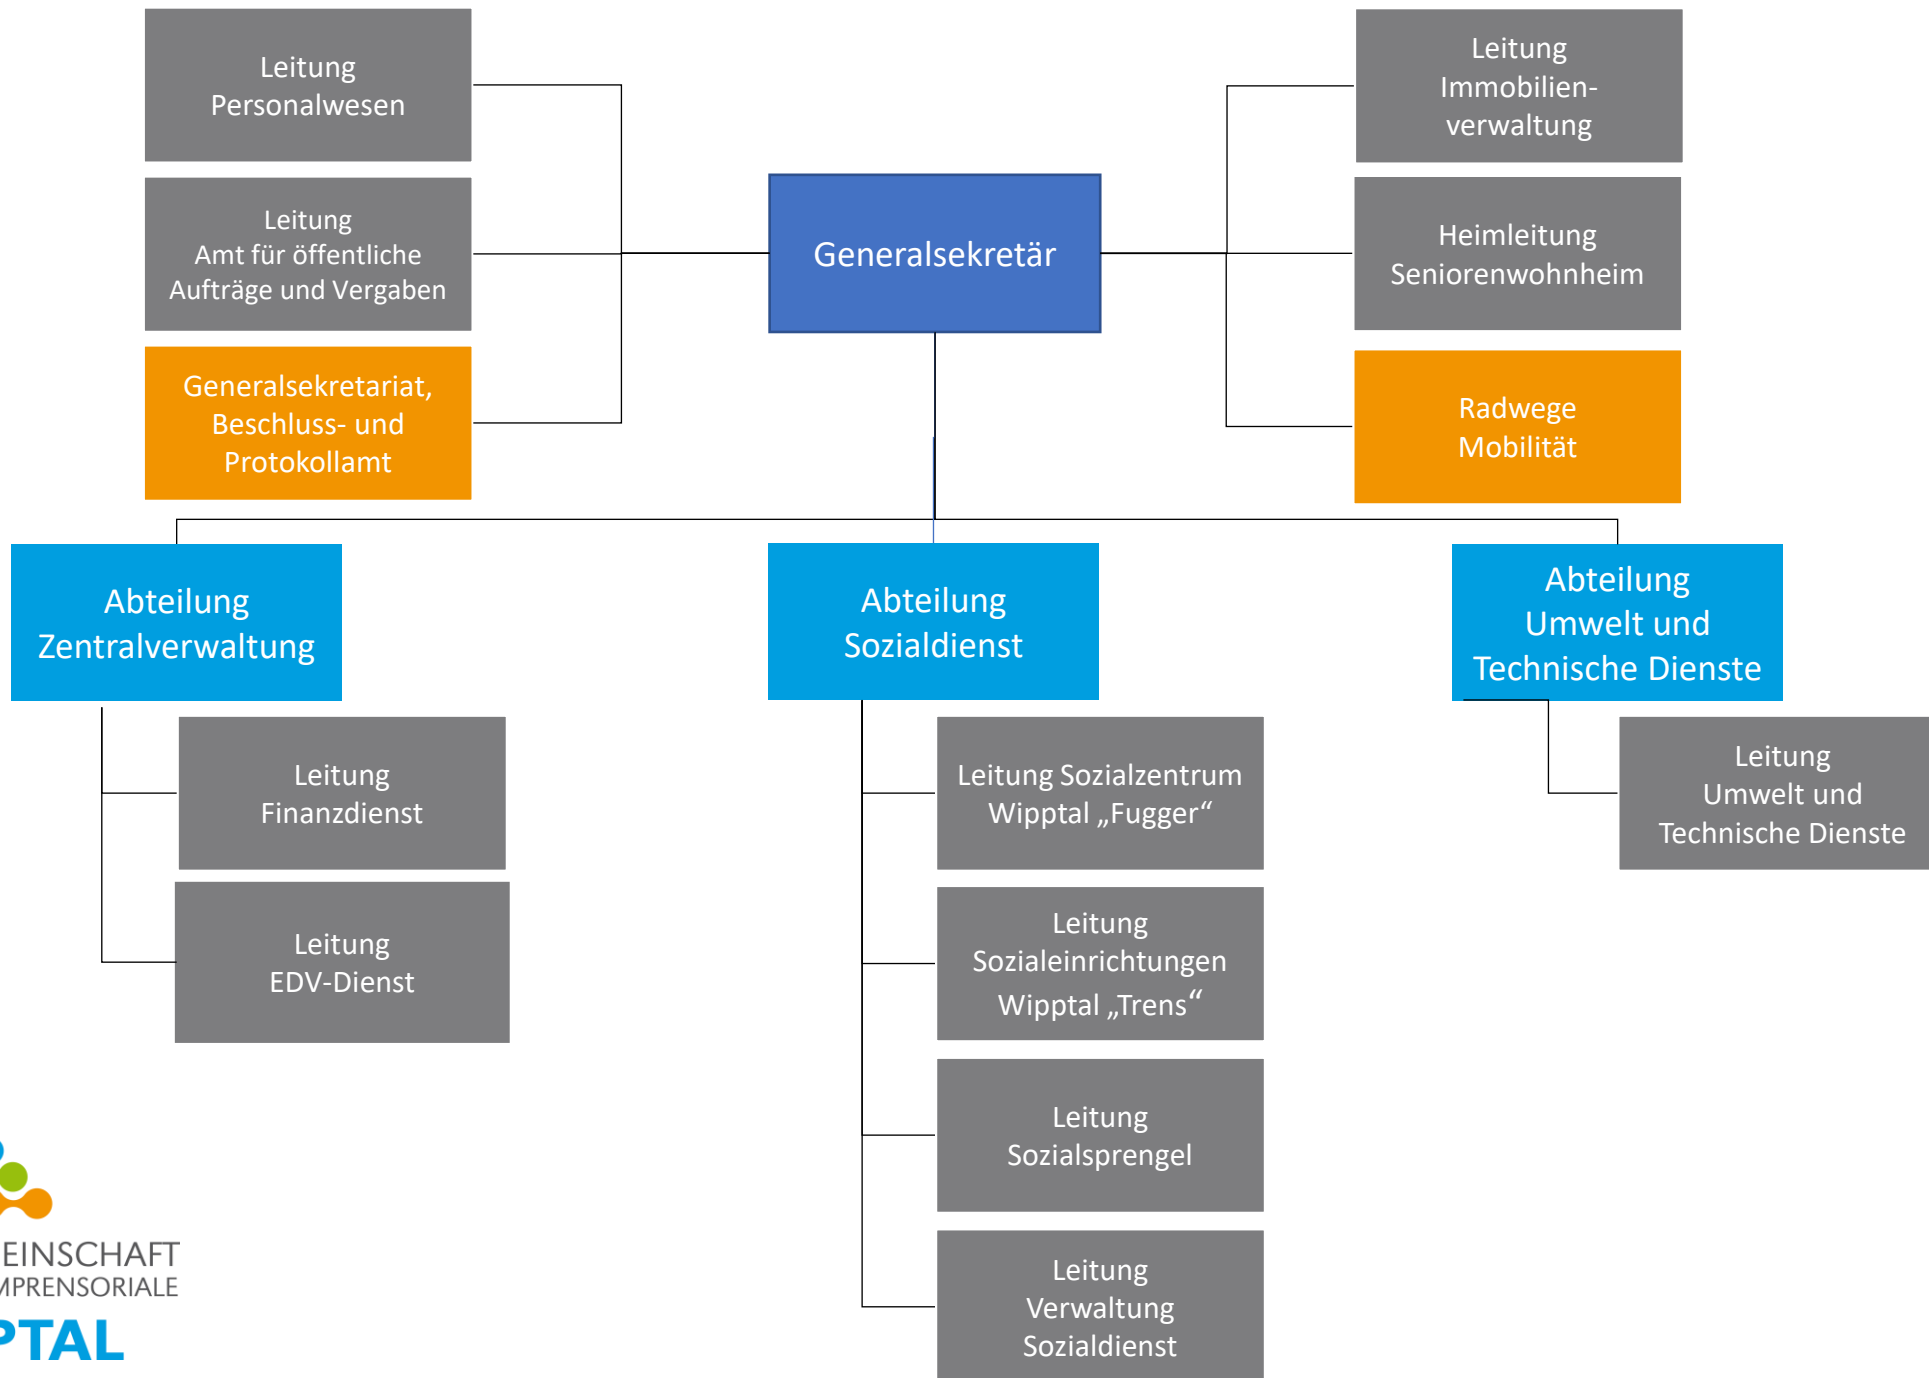 Leitung
Personalwesen
Leitung
Immobilien-
verwaltung
Leitung
Amt für öffentliche
Aufträge und Vergaben
Generalsekretär
Heimleitung
Seniorenwohnheim
Generalsekretariat,
Beschluss- und
Protokollamt
Radwege
Mobilität
Abteilung
Zentralverwaltung
Abteilung
Sozialdienst
Abteilung
Umwelt und
Technische Dienste
Leitung
Finanzdienst
Leitung
EDV-Dienst
Leitung Sozialzentrum
Wipptal „Fugger“
Leitung
Sozialeinrichtungen
Wipptal „Trens“
Leitung
Sozialsprengel
Leitung
Verwaltung
Sozialdienst
Leitung
Umwelt und
Technische Dienste
EINSCHAFT
MPRENSORIALE
PTAL